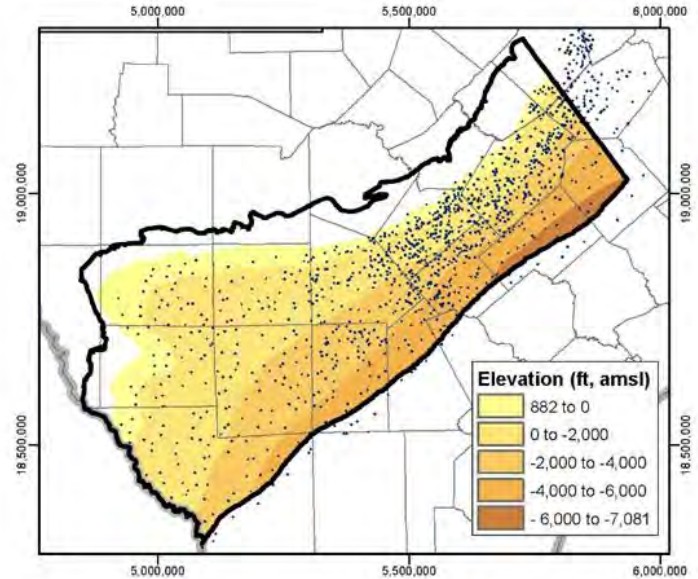 5,000,000
5,500,000
6,000,000
19,000,000
19,000,000
18,500,000
18,500,000
Elevation (ft, amsl)
882 to 0
0 to -2,000
-2,000 to -4,000
-4,000 to -6,000
- 6,000 to -7,081
5,000,000
5,500,000
6,000,000